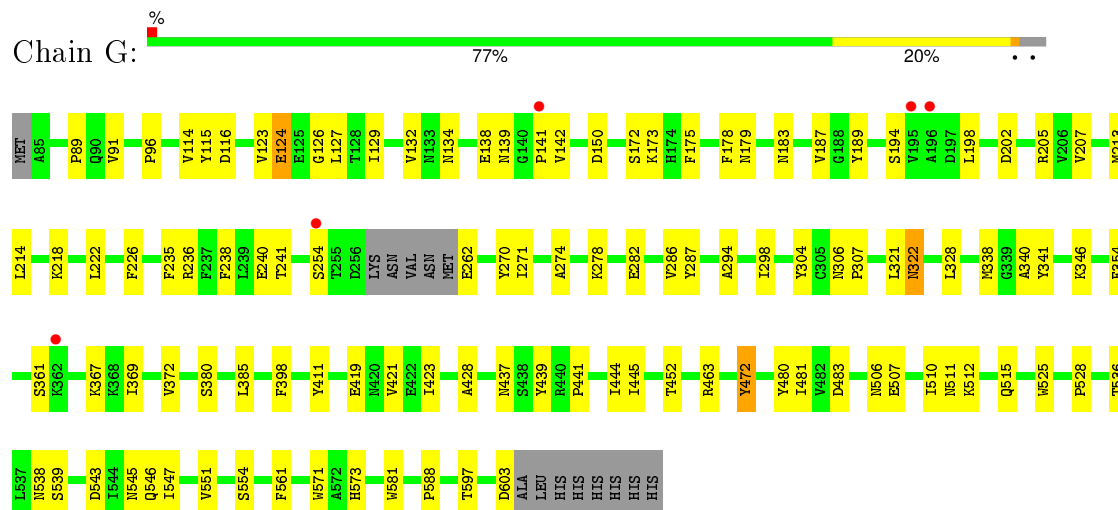 %
Chain G:
77%
20%
MET A85 P89 Q90 V91 P96 V114 Y115 D116 V123 E124 E125 G126 L127 T128 I129 V132 N133 N134 E138 N139 G140 P141 V142 D150 S172 K173 H174 F175 F178 N179 N183 V187 G188 Y189 S194 V195 A196 D197 L198 D202 R205 V206 V207
L214 K218 L222 F226 F235 R236 F237 F238 L239 E240 T241 S254 T255 D256 LYS ASN VAL ASN MET E262 Y270 I271 A274 K278 E282 V286 Y287 A294 I298 Y304 C305 N306 P307 L321 N322 L328 M338 G339 A340 Y341 K346
S361 K362 K367 K368 I369 V372 S380 L385 F398 Y411 E419 N420 V421 E422 I423 A428 N437 S438 Y439 R440 P441 I444 I445 T452 R463 Y472 Y480 I481 V482 D483 N506 E507 I510 N511 K512 Q515 W525 P528 T536
L537 N538 S539 D543 I544 N545 Q546 I547 V551 S554 F561 W571 A572 H573 W581 P588 T597 D603 ALA LEU HIS HIS HIS HIS HIS HIS